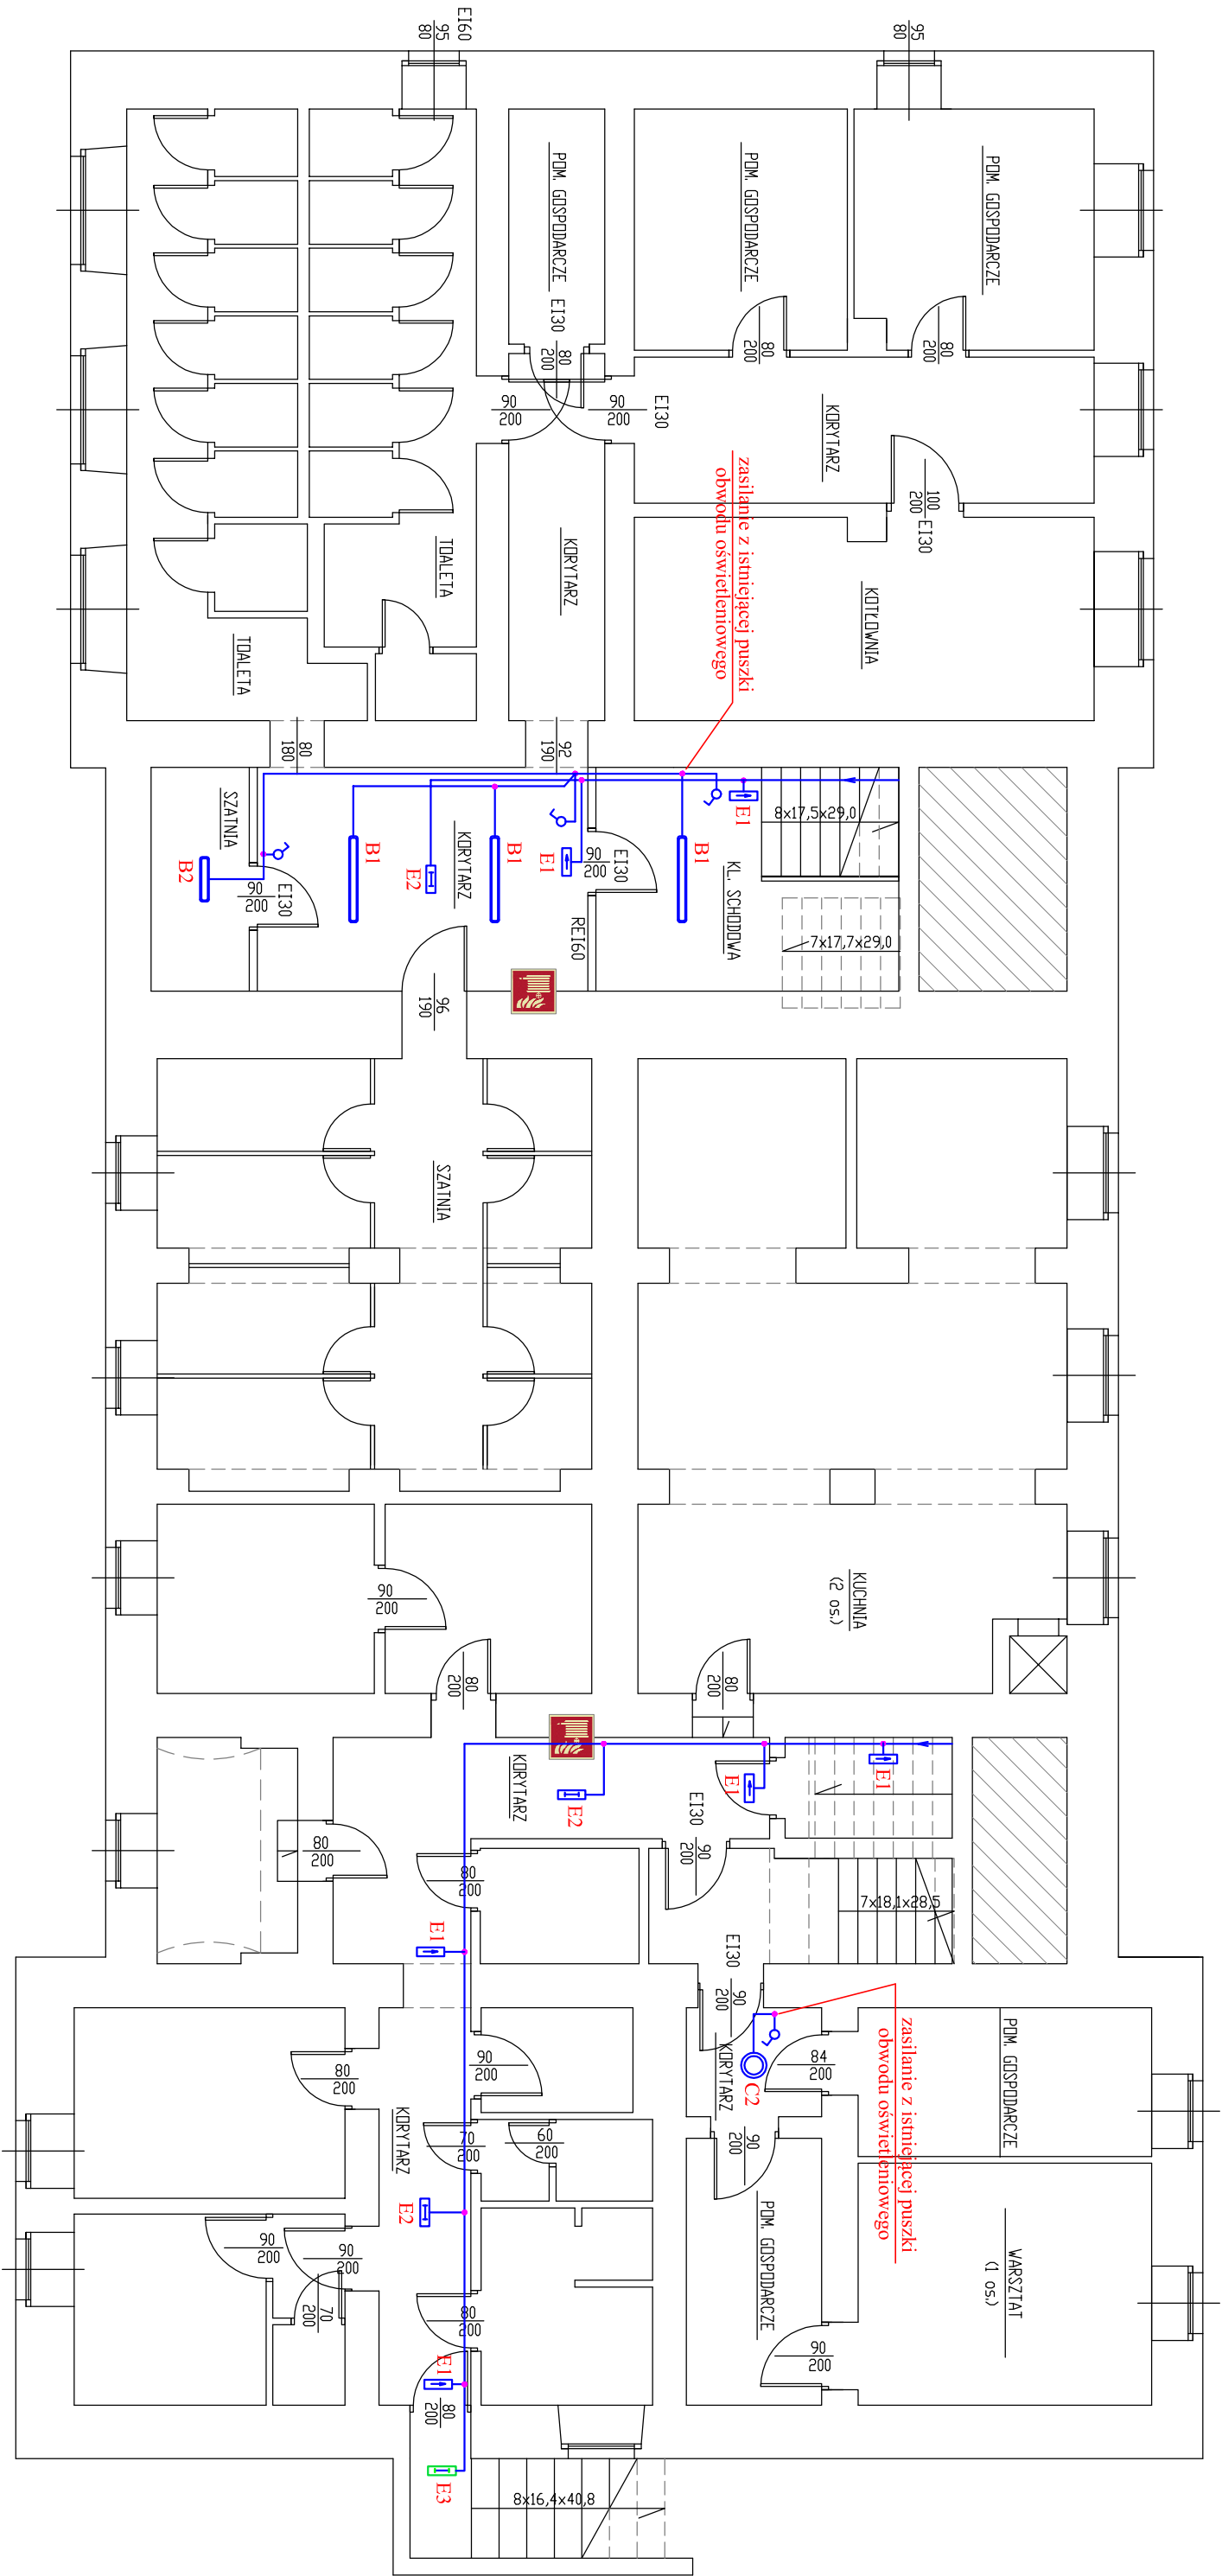 EI60
95
80
95
80
POM. GOSPODARCZE
POM. GOSPODARCZE
POM. GOSPODARCZE
EI30
80
200
80
200
80
200
90
200
90
200
EI30
KORYTARZ
100
200
EI30
zasilanie z istniejącej puszki
obwodu oświetleniowego
TOALETA
KORYTARZ
KOTŁOWNIA
TOALETA
80
180
92
190
E1
8x17,5x29,0
SZATNIA
B2
B1
E2
KORYTARZ
B1
E1
90
200
EI30
90
200
EI30
REI60
B1
KL. SCHODOWA
7x17,7x29,0
96
190
SZATNIA
90
200
KUCHNIA
(2 os.)
80
200
80
200
KORYTARZ
E2
E1
E1
EI30
90
200
80
200
80
200
7x18,1x28,5
E1
EI30
90
200
zasilanie z istniejącej puszki
obwodu oświetleniowego
C2
KORYTARZ
84
200
POM. GOSPODARCZE
80
200
90
200
KORYTARZ
70
200
60
200
90
200
E2
POM. GOSPODARCZE
WARSZTAT
(1 os.)
90
200
90
200
70
200
80
200
90
200
E1
80
200
E3
8x16,4x40,8